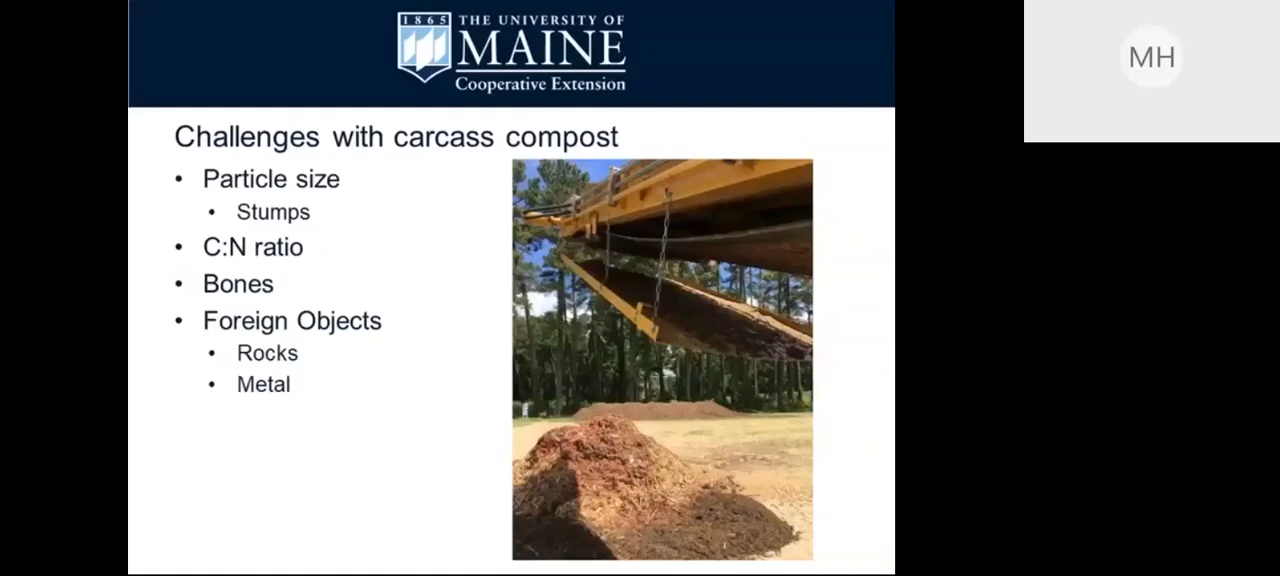 1865 THE UNIVERSITY OF
MAINE
Cooperative Extension
MH
Challenges with carcass compost
• Particle size
• Stumps
• C:N ratio
• Bones
• Foreign Objects
• Rocks
• Metal